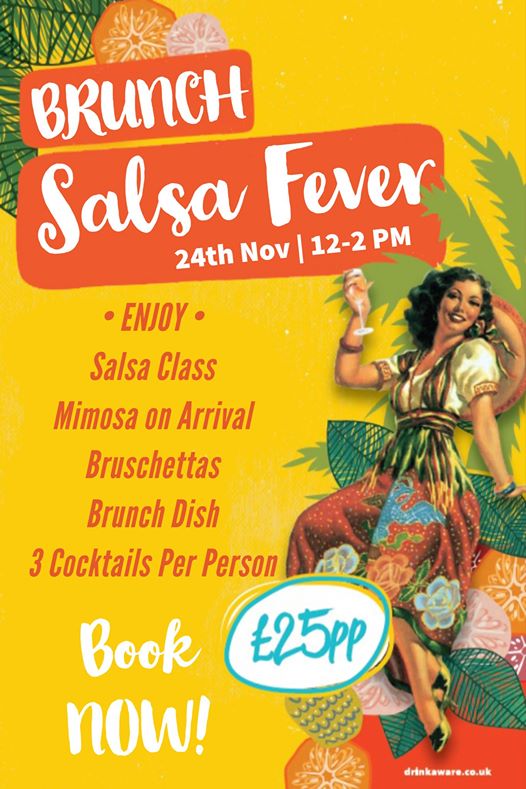 BRUNCH
Salsa Fever
24th Nov | 12-2 PM
• ENJOY •
Salsa Class
Mimosa on Arrival
Bruschettas
Brunch Dish
3 Cocktails Per Person
£25pp
Book
NOW!
drinkaware.co.uk